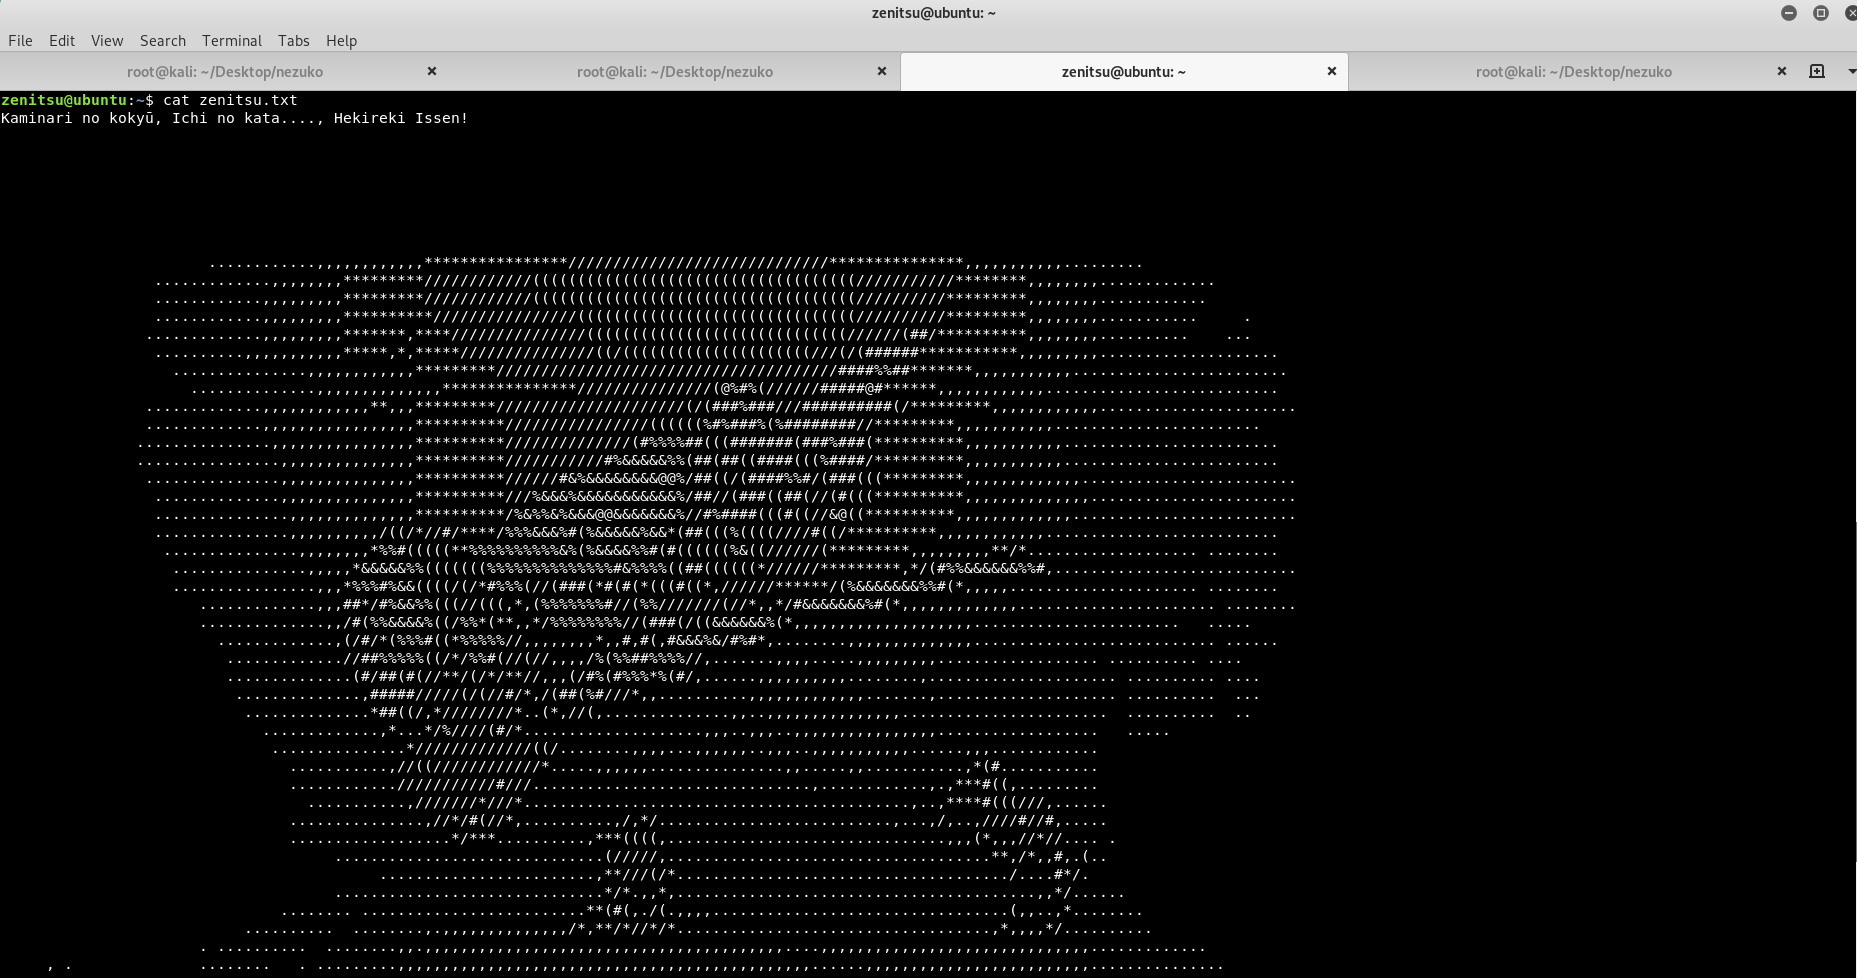 zenitsu@ubuntu: ~
File Edit View Search Terminal Tabs Help
root@kali: ~/Desktop/nezuko root@kali: ~/Desktop/nezuko zenitsu@ubuntu: ~ root@kali: ~/Desktop/nezuko
zenitsu@ubuntu:~$ cat zenitsu.txt
Kaminari no kokyū, Ichi no kata...., Hekireki Issen!